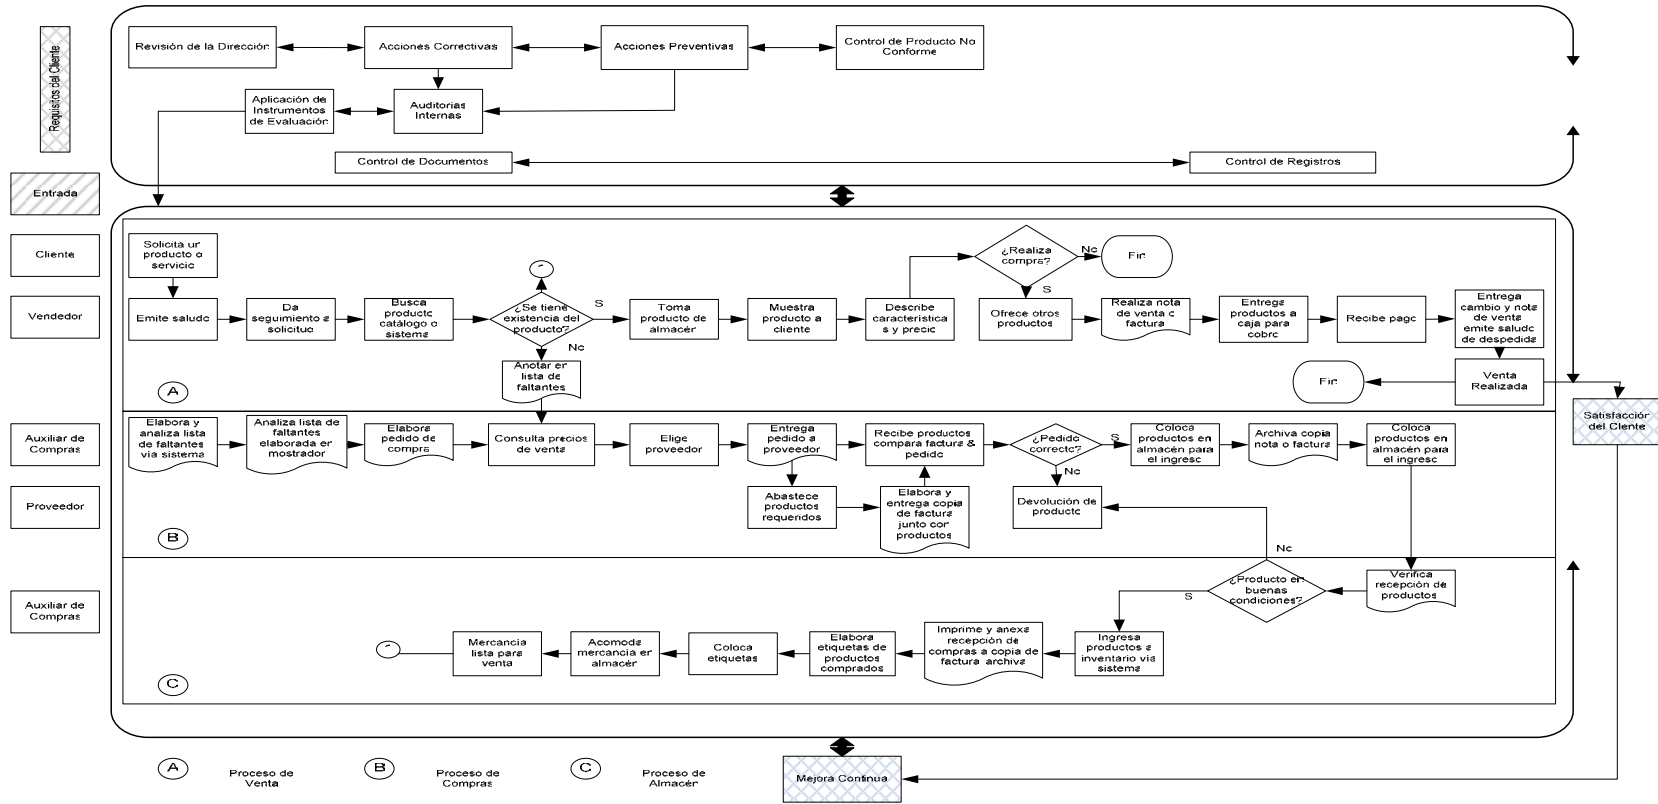 Requisitos del Cliente
Revisión de la Dirección
Acciones Correctivas
Acciones Preventivas
Control de Producto No
Conforme
Aplicación de
Instrumentos
de Evaluación
Auditorias
Internas
Control de Documentos
Control de Registros
Entrada
Cliente
Solicita un
producto o
servicio
¿Realiza
compra?
No
Fin
S
Vendedor
Emite saludo
Da
seguimiento a
solicitud
Busca
producto
catálogo o
sistema
¿Se tiene
existencia del
producto?
S
No
Toma
producto de
almacén
Muestra
producto a
cliente
Describe
característica
s y precio
Ofrece otros
productos
Realiza nota
de venta o
factura
Entrega
productos a
caja para
cobro
Recibe pago
Entrega
cambio y nota
de venta
emite saludo
de despedida
Anotar en
lista de
faltantes
Fin
Venta
Realizada
A
Satisfacción
del Cliente
Auxiliar de
Compras
Elabora y
analiza lista
de faltantes
vía sistema
Analiza lista de
faltantes
elaborada en
mostrador
Elabora
pedido de
compra
Consulta precios
de venta
Elige
proveedor
Entrega
pedido a
proveedor
Recibe productos
compara factura &
pedido
¿Pedido
correcto?
S
No
Coloca
productos en
almacén para
el ingreso
Archiva copia
nota o factura
Coloca
productos en
almacén para
el ingreso
Proveedor
Abastece
productos
requeridos
Elabora y
entrega copia
de factura
junto con
productos
Devolución de
producto
B
No
Auxiliar de
Compras
¿Producto en
buenas
condiciones?
S
Verifica
recepción de
productos
Mercancía
lista para
venta
Acomoda
mercancía en
almacén
Coloca
etiquetas
Elabora
etiquetas de
productos
comprados
Imprime y anexa
recepción de
compras a copia de
factura archiva
Ingresa
productos a
inventario vía
sistema
C
A
Proceso de
Venta
B
Proceso de
Compras
C
Proceso de
Almacén
Mejora Continua